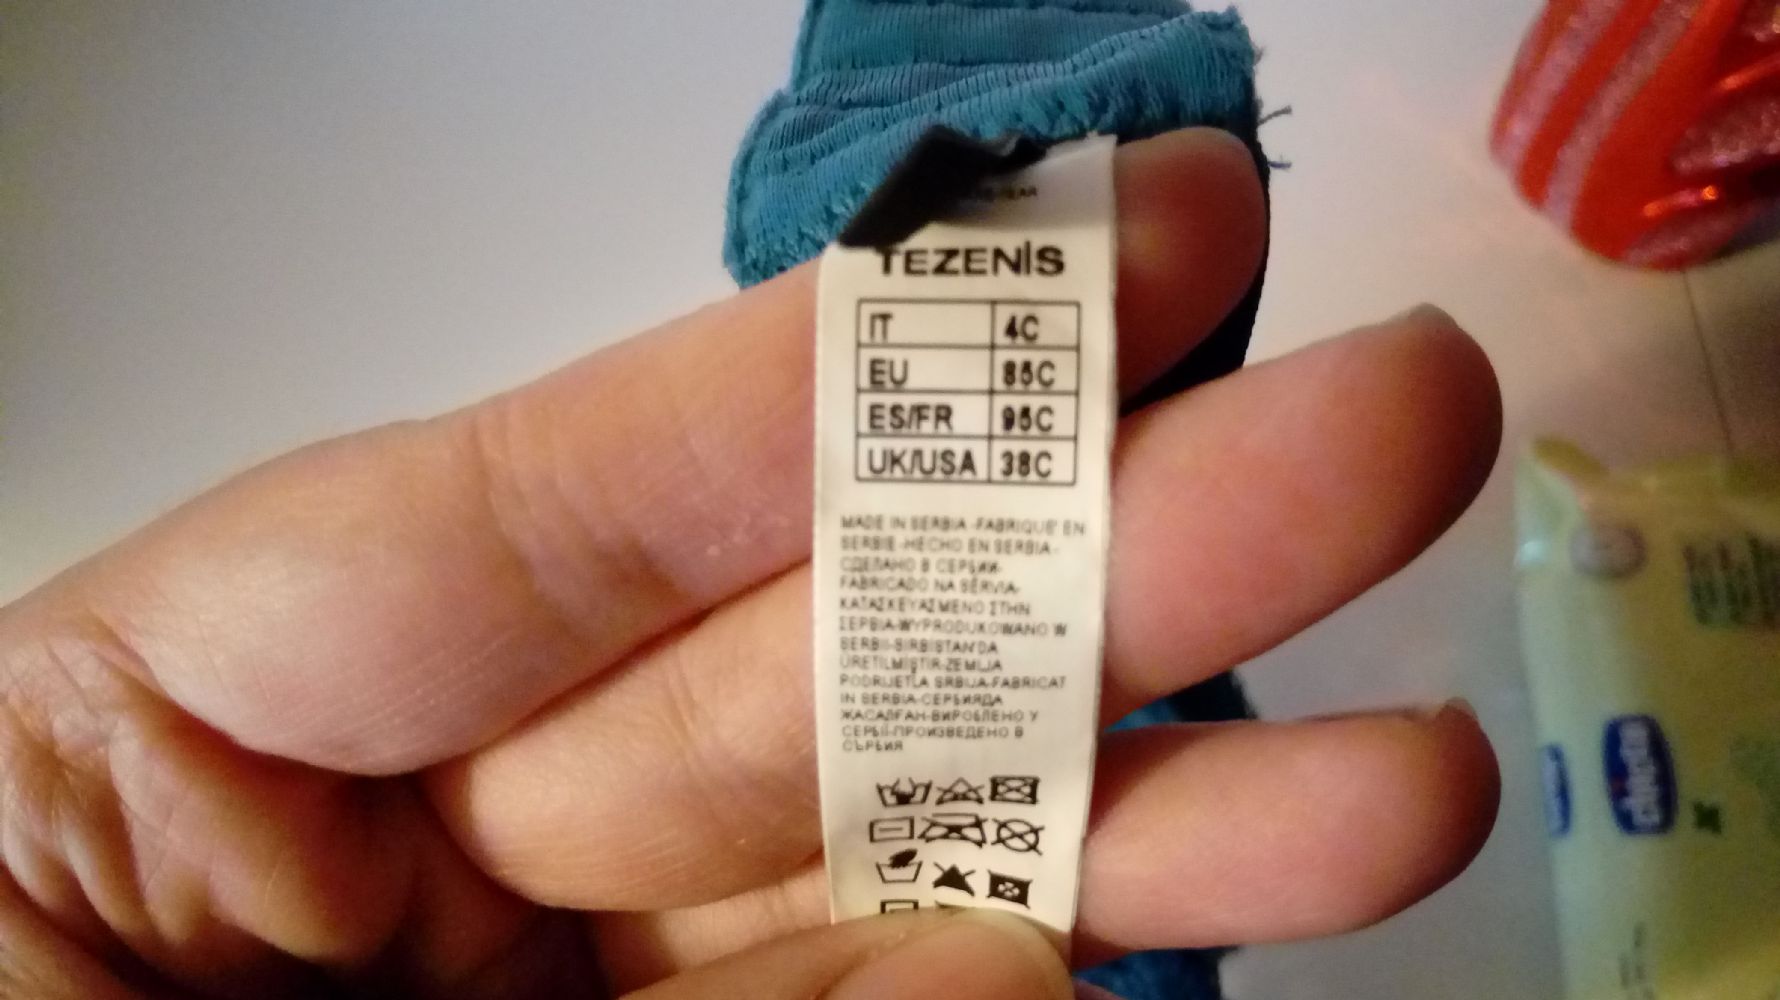 TEZENIS
IT 4C
EU 85C
ES/FR 95C
UK/USA 38C
MADE IN SERBIA-FABRIQUE' EN
SERBIE-HECHO EN SERBIA-
СДЕЛАНО В СЕРБИИ-
FABRICADO NA SÉRVIA-
ΚΑΤΑΣΚΕΥΑΣΜΕΝΟ ΣΤΗΝ
ΣΕΡΒΙΑ-WYPRODUKOWANO W
SERBII-SIRBISTAN'DA
ÜRETILMIŞTIR-ZEMLJA
PODRIJETLA SRBIJA-FABRICAT
IN SERBIA-СЕРБИЯДА
ЖАСАЛҒАН-ВИРОБЛЕНО У
СЕРБІЇ-ПРОИЗВЕДЕНО В
СЪРБИЯ
chicco